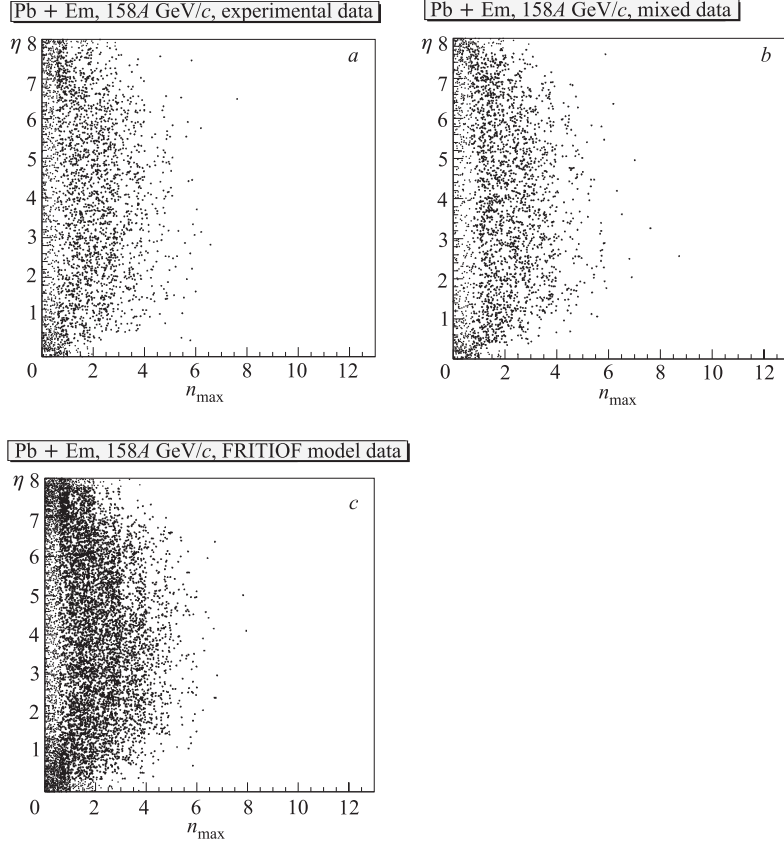 Pb + Em, 158A GeV/c, experimental data
η 8
a
7
6
5
4
3
2
1
0 2 4 6 8 10 12
n_max
Pb + Em, 158A GeV/c, mixed data
η 8
b
7
6
5
4
3
2
1
0 2 4 6 8 10 12
n_max
Pb + Em, 158A GeV/c, FRITIOF model data
η 8
c
7
6
5
4
3
2
1
0 2 4 6 8 10 12
n_max